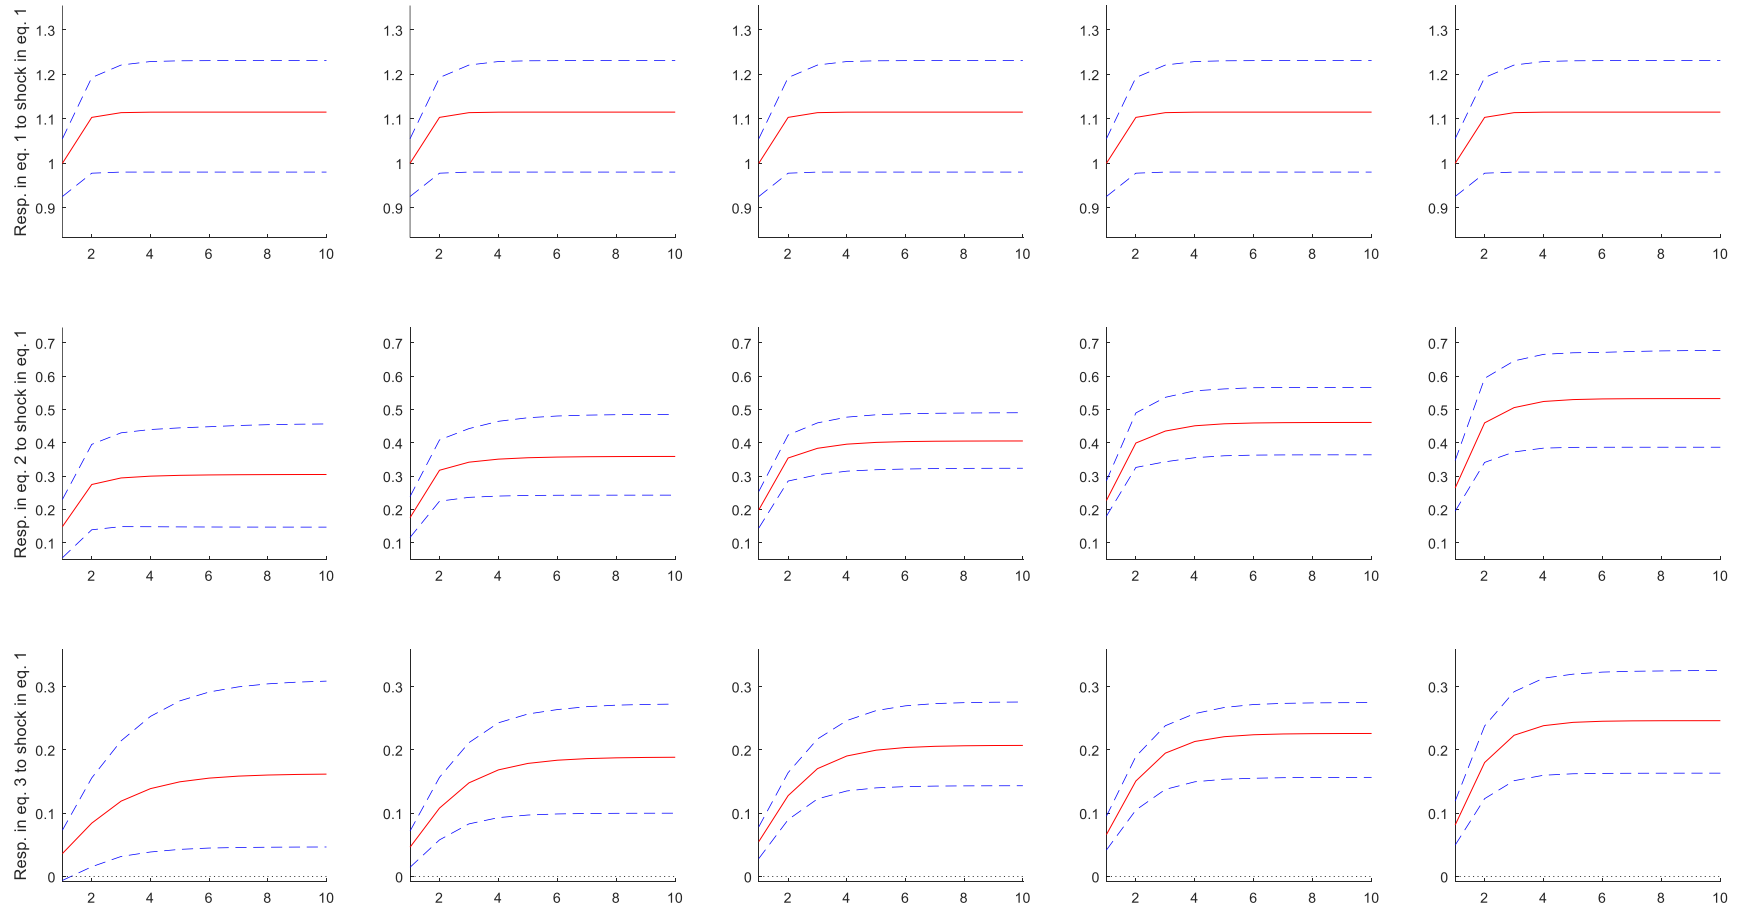 Resp. in eq. 1 to shock in eq. 1
1.3 1.3 1.3 1.3 1.3
1.2 1.2 1.2 1.2 1.2
1.1 1.1 1.1 1.1 1.1
1 1 1 1 1
0.9 0.9 0.9 0.9 0.9
2 4 6 8 10 2 4 6 8 10 2 4 6 8 10 2 4 6 8 10 2 4 6 8 10
Resp. in eq. 2 to shock in eq. 1
0.7 0.7 0.7 0.7 0.7
0.6 0.6 0.6 0.6 0.6
0.5 0.5 0.5 0.5 0.5
0.4 0.4 0.4 0.4 0.4
0.3 0.3 0.3 0.3 0.3
0.2 0.2 0.2 0.2 0.2
0.1 0.1 0.1 0.1 0.1
2 4 6 8 10 2 4 6 8 10 2 4 6 8 10 2 4 6 8 10 2 4 6 8 10
Resp. in eq. 3 to shock in eq. 1
0.3 0.3 0.3 0.3 0.3
0.2 0.2 0.2 0.2 0.2
0.1 0.1 0.1 0.1 0.1
0 0 0 0 0
2 4 6 8 10 2 4 6 8 10 2 4 6 8 10 2 4 6 8 10 2 4 6 8 10